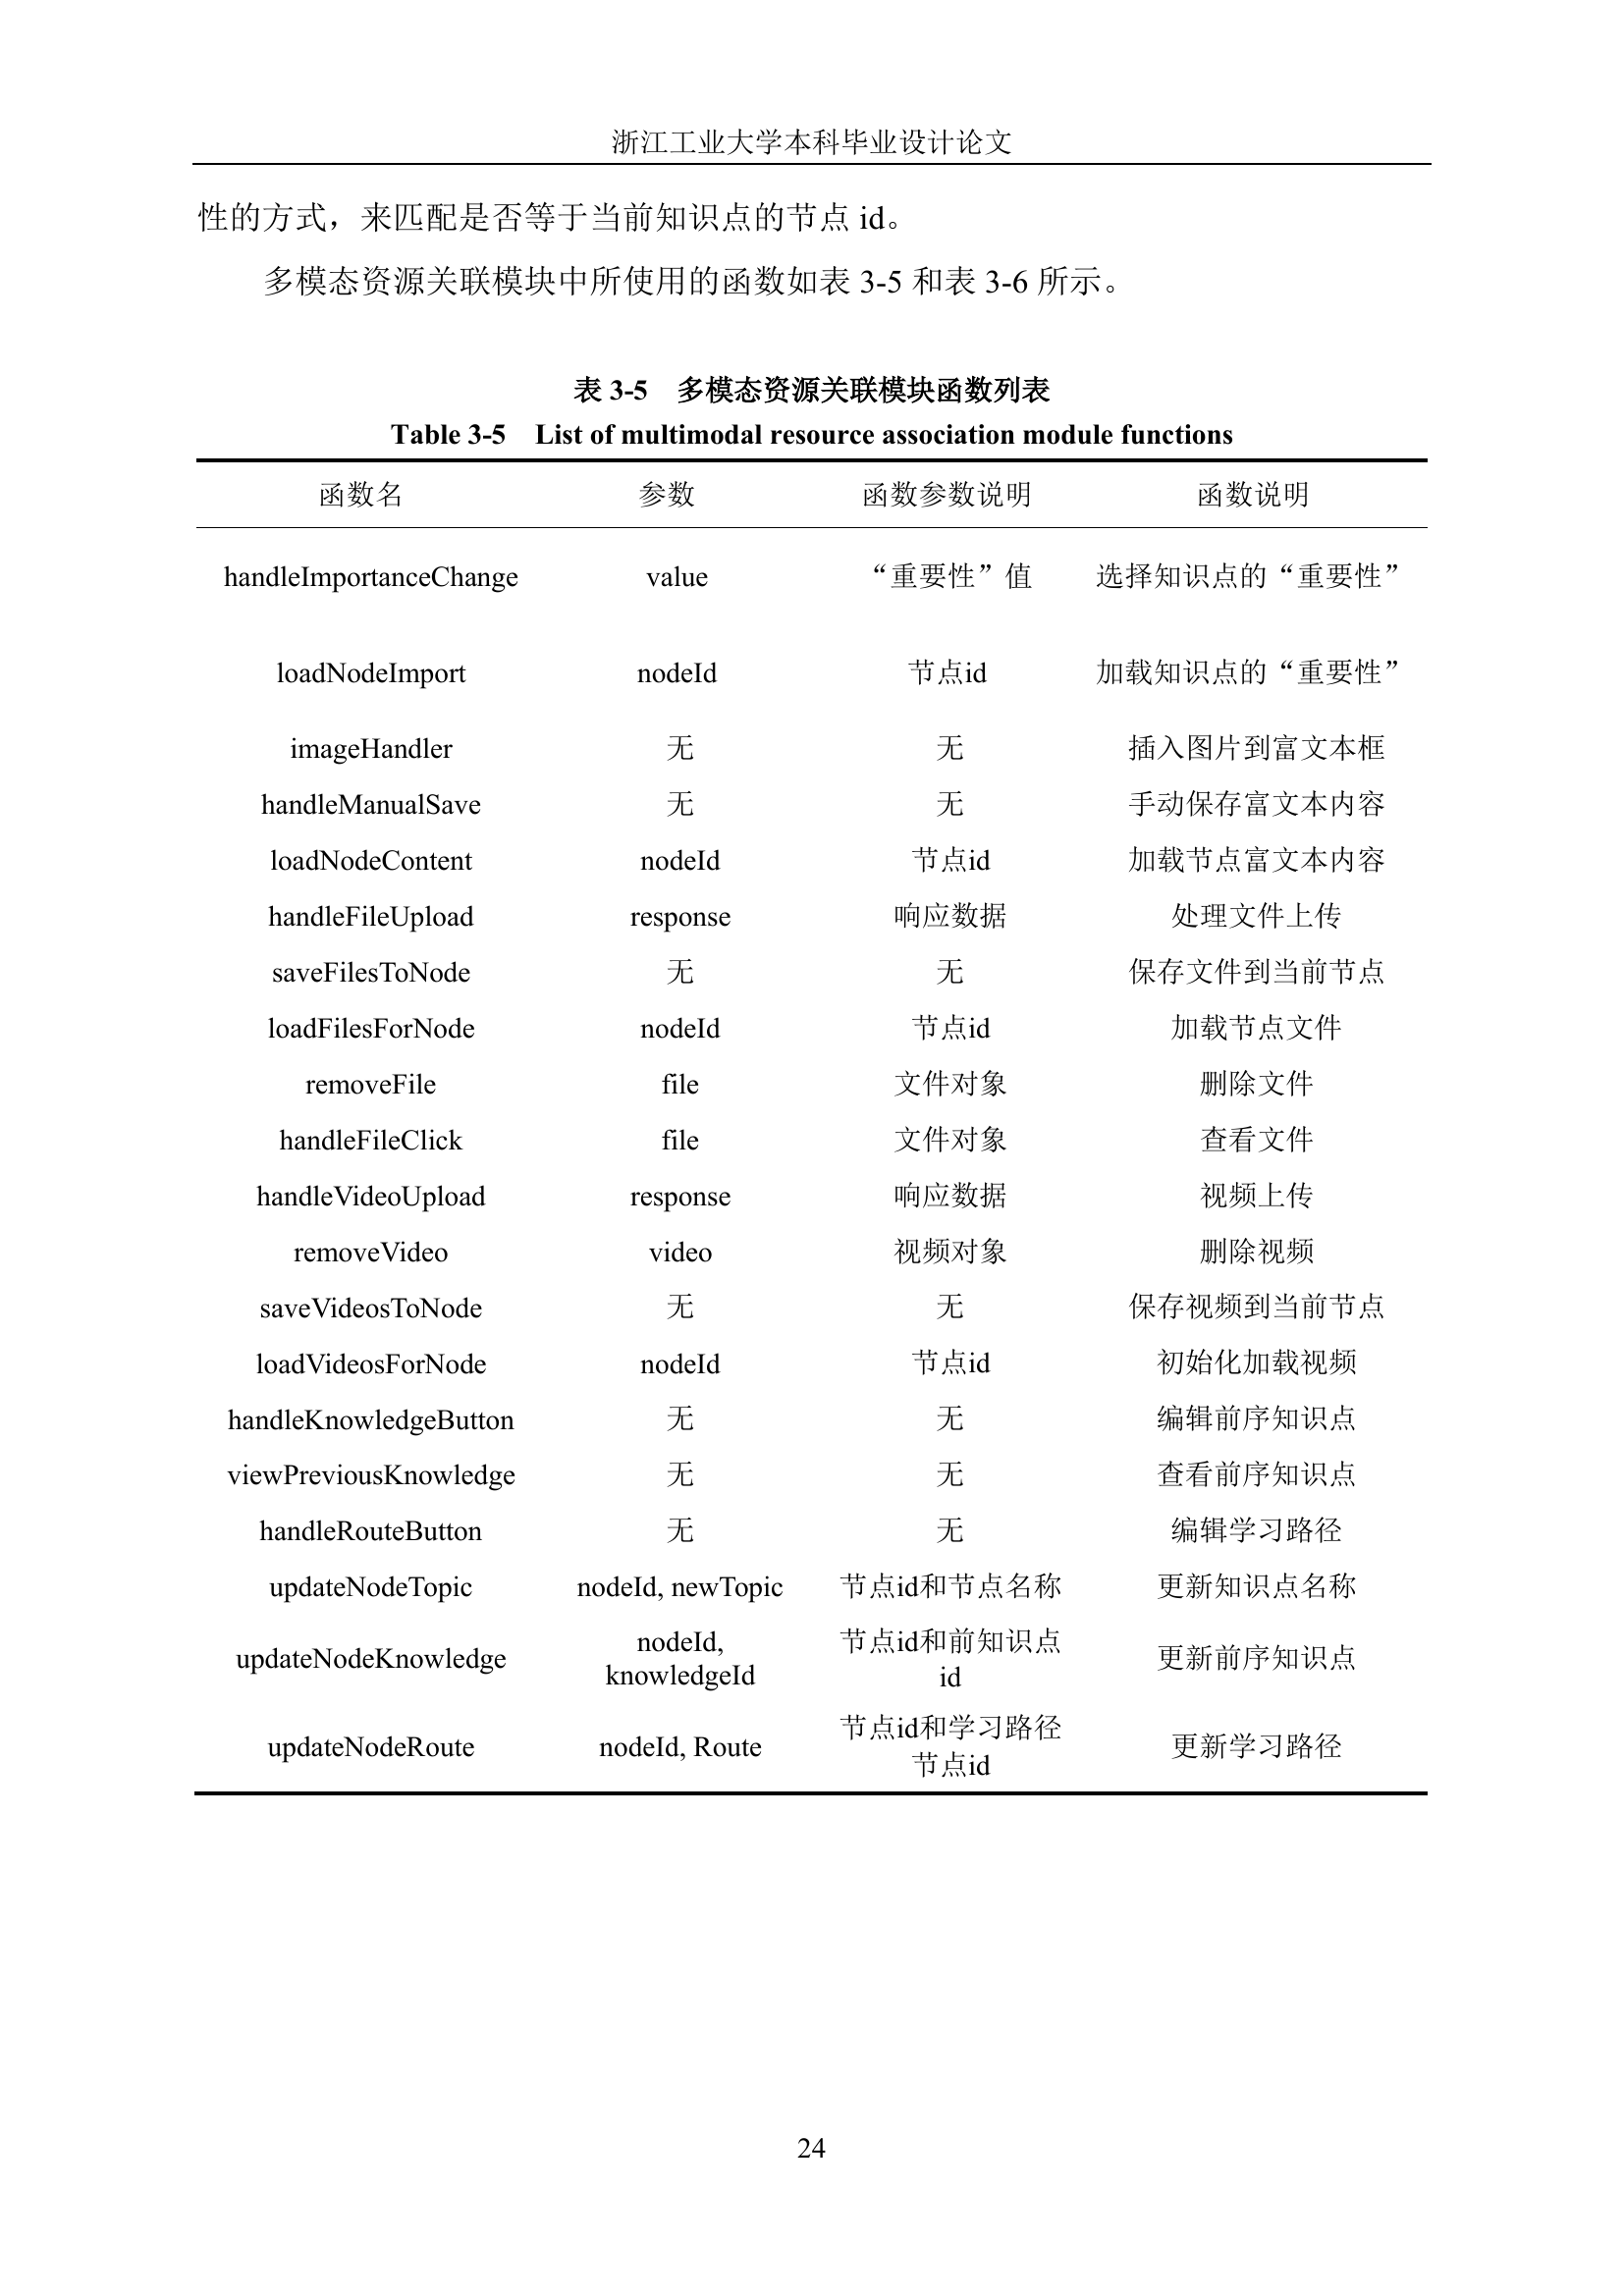 浙江工业大学本科毕业设计论文
性的方式，来匹配是否等于当前知识点的节点 id。
多模态资源关联模块中所使用的函数如表 3-5 和表 3-6 所示。
表 3-5 多模态资源关联模块函数列表
Table 3-5 List of multimodal resource association module functions
函数名 参数 函数参数说明 函数说明
handleImportanceChange value “重要性”值 选择知识点的“重要性”
loadNodeImport nodeId 节点id 加载知识点的“重要性”
imageHandler 无 无 插入图片到富文本框
handleManualSave 无 无 手动保存富文本内容
loadNodeContent nodeId 节点id 加载节点富文本内容
handleFileUpload response 响应数据 处理文件上传
saveFilesToNode 无 无 保存文件到当前节点
loadFilesForNode nodeId 节点id 加载节点文件
removeFile file 文件对象 删除文件
handleFileClick file 文件对象 查看文件
handleVideoUpload response 响应数据 视频上传
removeVideo video 视频对象 删除视频
saveVideosToNode 无 无 保存视频到当前节点
loadVideosForNode nodeId 节点id 初始化加载视频
handleKnowledgeButton 无 无 编辑前序知识点
viewPreviousKnowledge 无 无 查看前序知识点
handleRouteButton 无 无 编辑学习路径
updateNodeTopic nodeId, newTopic 节点id和节点名称 更新知识点名称
updateNodeKnowledge nodeId, knowledgeId 节点id和前知识点id 更新前序知识点
updateNodeRoute nodeId, Route 节点id和学习路径节点id 更新学习路径
24